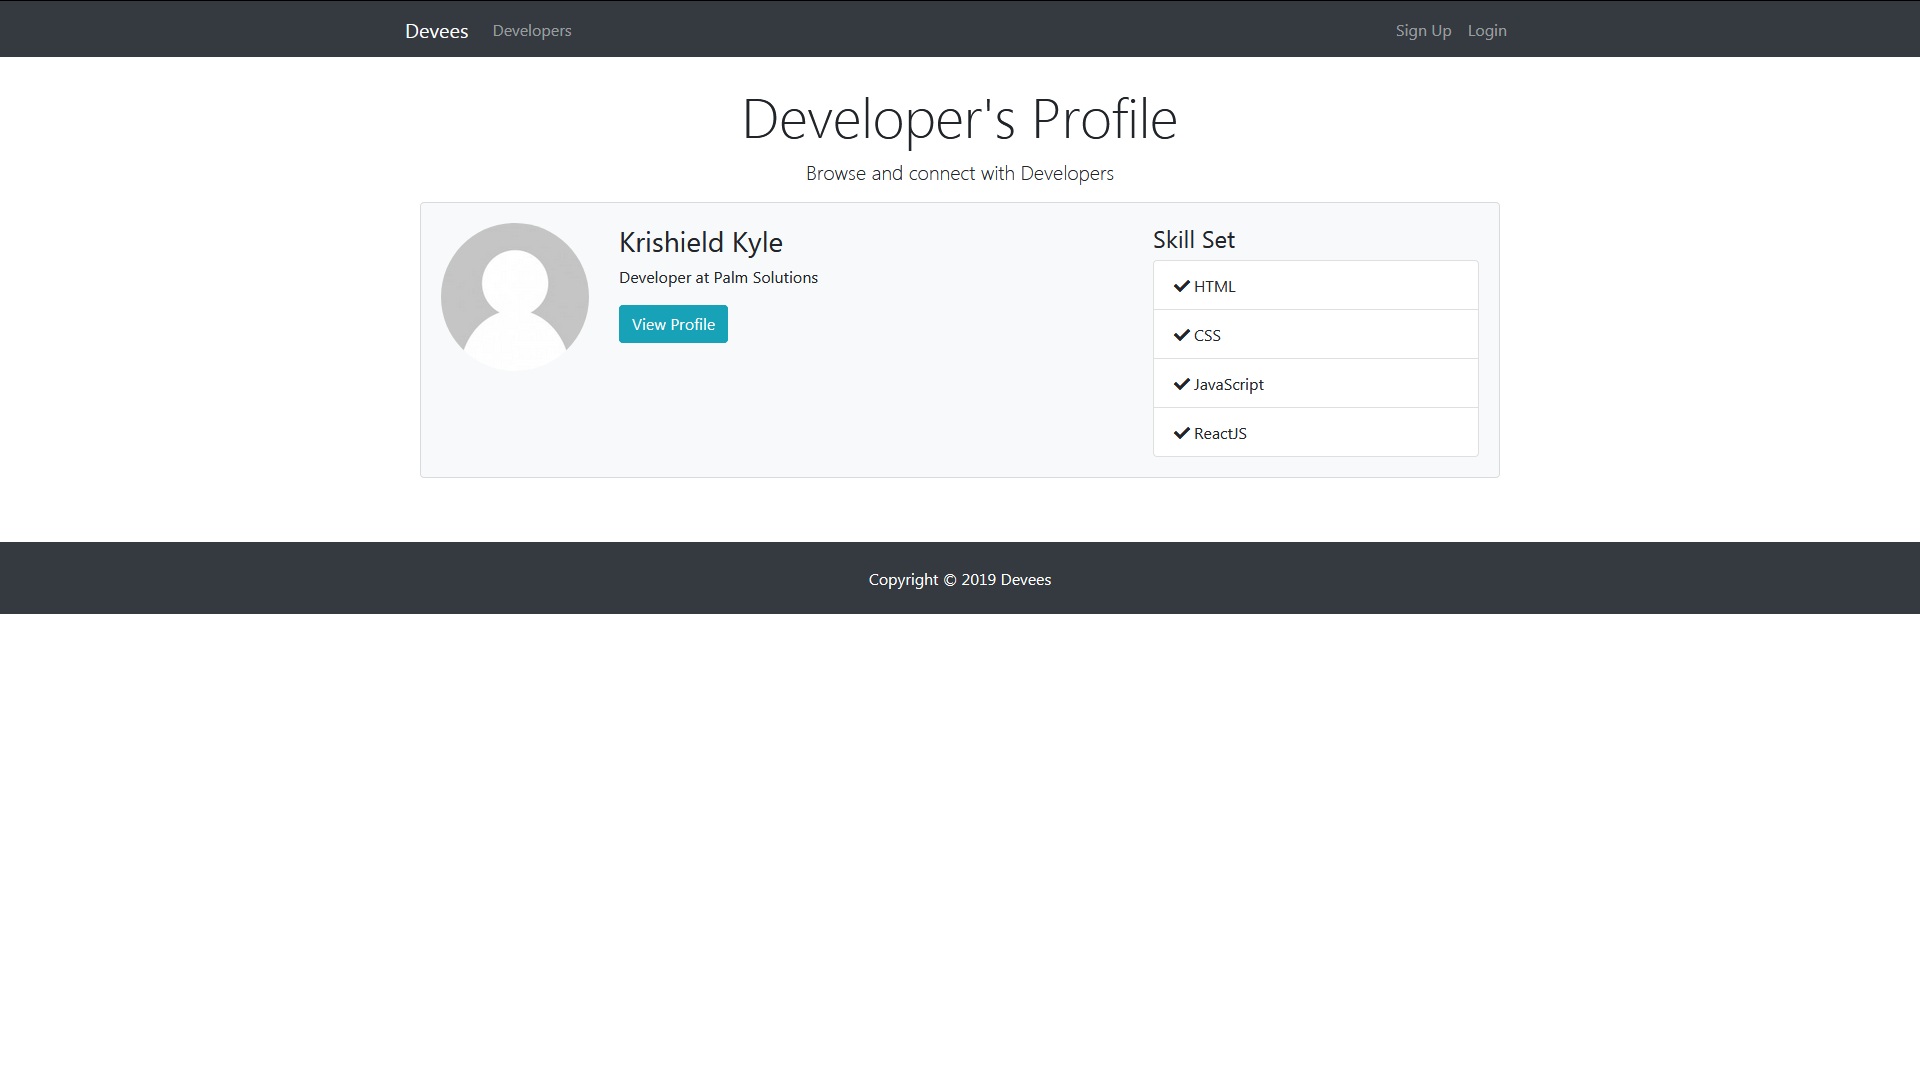 Devees Developers Sign Up Login
Developer's Profile
Browse and connect with Developers
Krishield Kyle
Developer at Palm Solutions
View Profile
Skill Set
HTML
CSS
JavaScript
ReactJS
Copyright © 2019 Devees